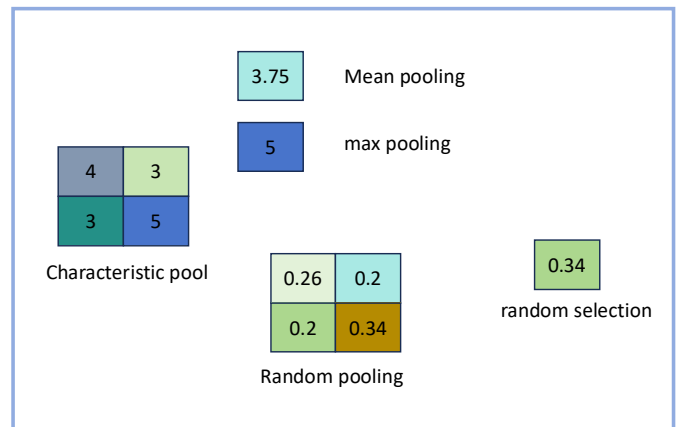 3.75 Mean pooling
5 max pooling
4 3
3 5
Characteristic pool
0.26 0.2
0.2 0.34
Random pooling
0.34
random selection